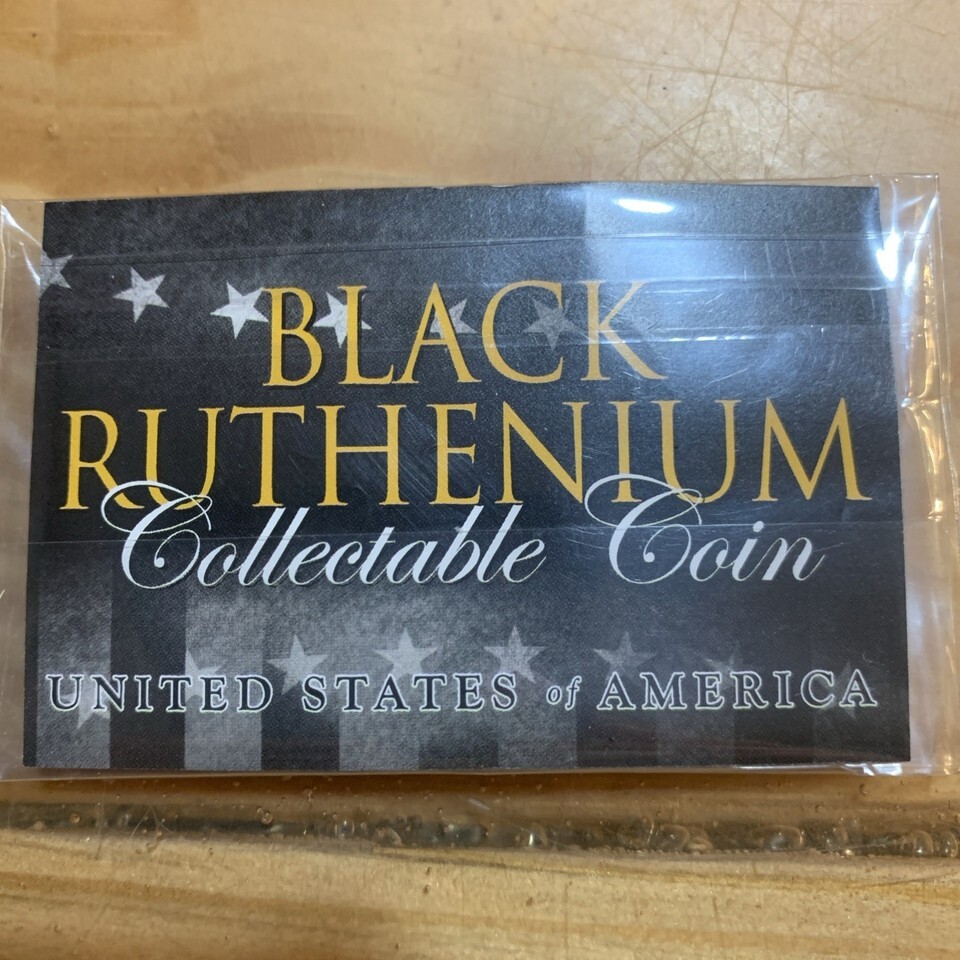 BLACK
RUTHENIUM
Collectable Coin
UNITED STATES of AMERICA